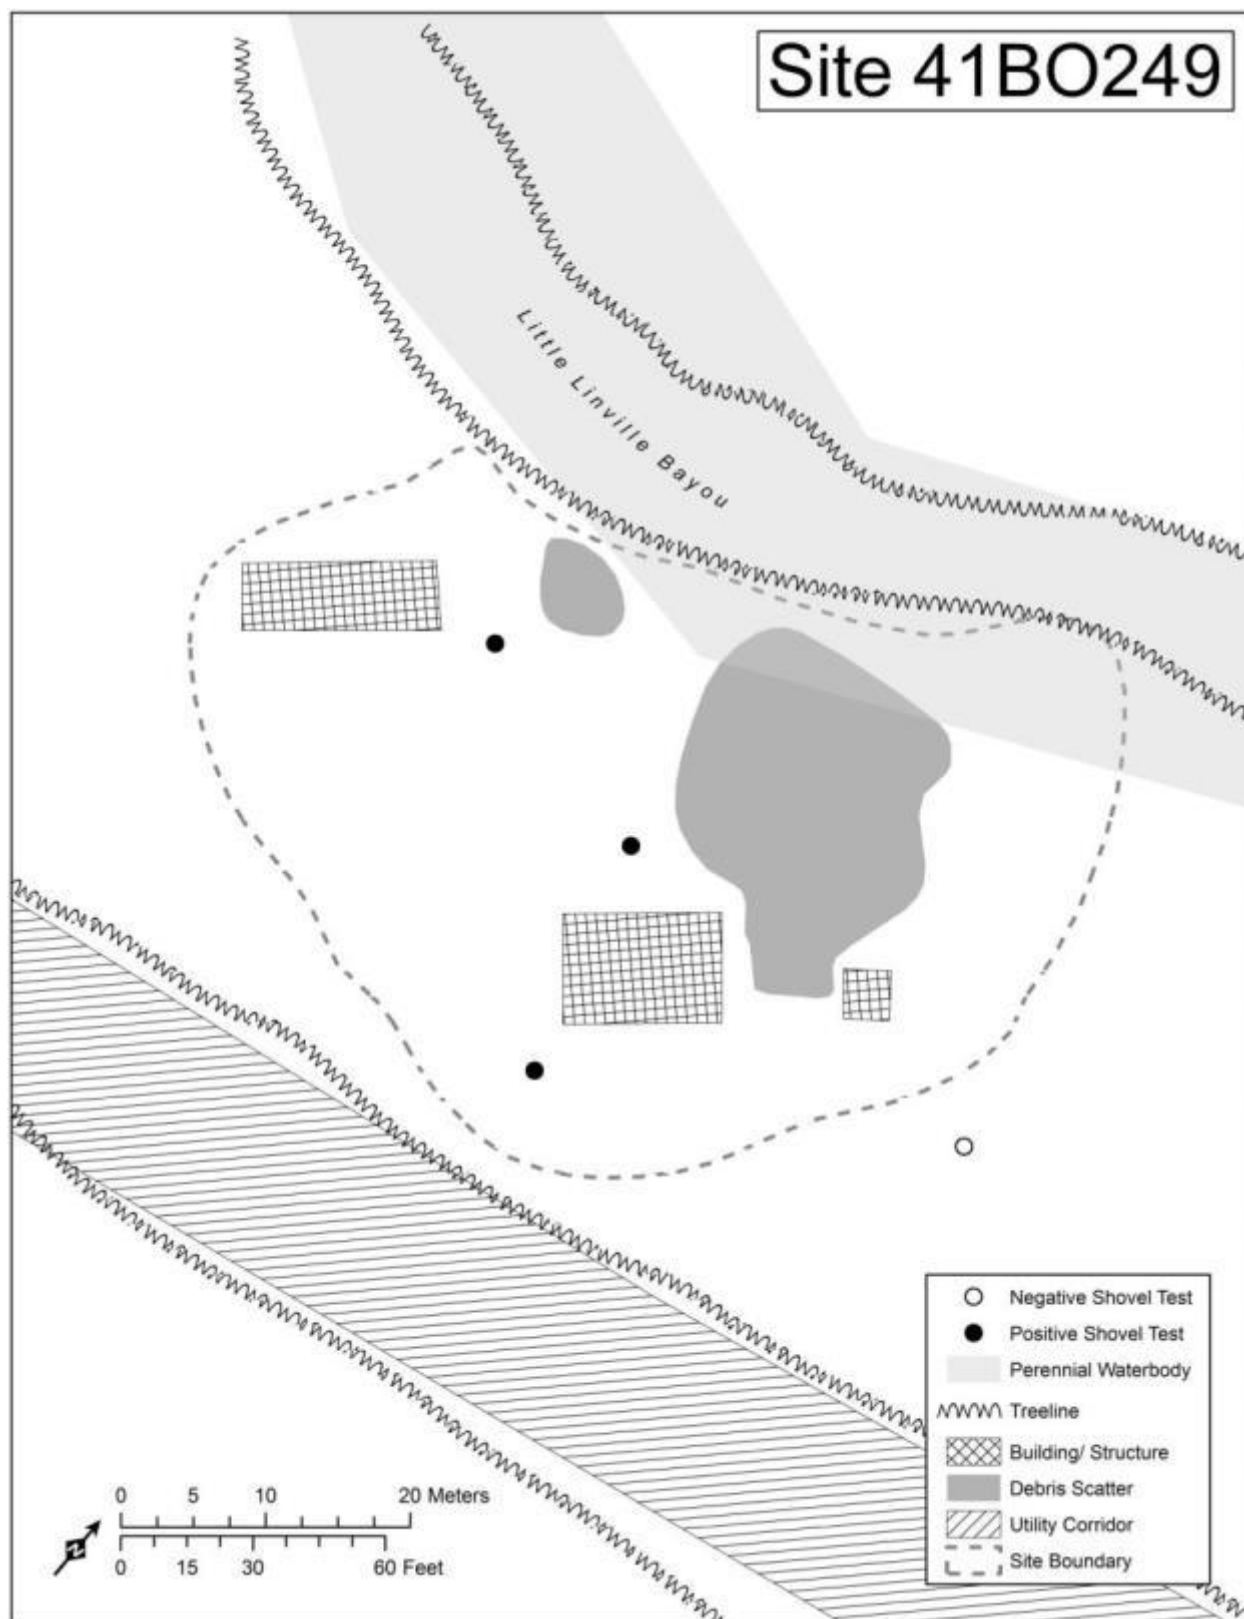 Site 41BO249
Little Linville Bayou
Negative Shovel Test
Positive Shovel Test
Perennial Waterbody
Treeline
Building/ Structure
Debris Scatter
Utility Corridor
Site Boundary
0 5 10 20 Meters
N
0 15 30 60 Feet